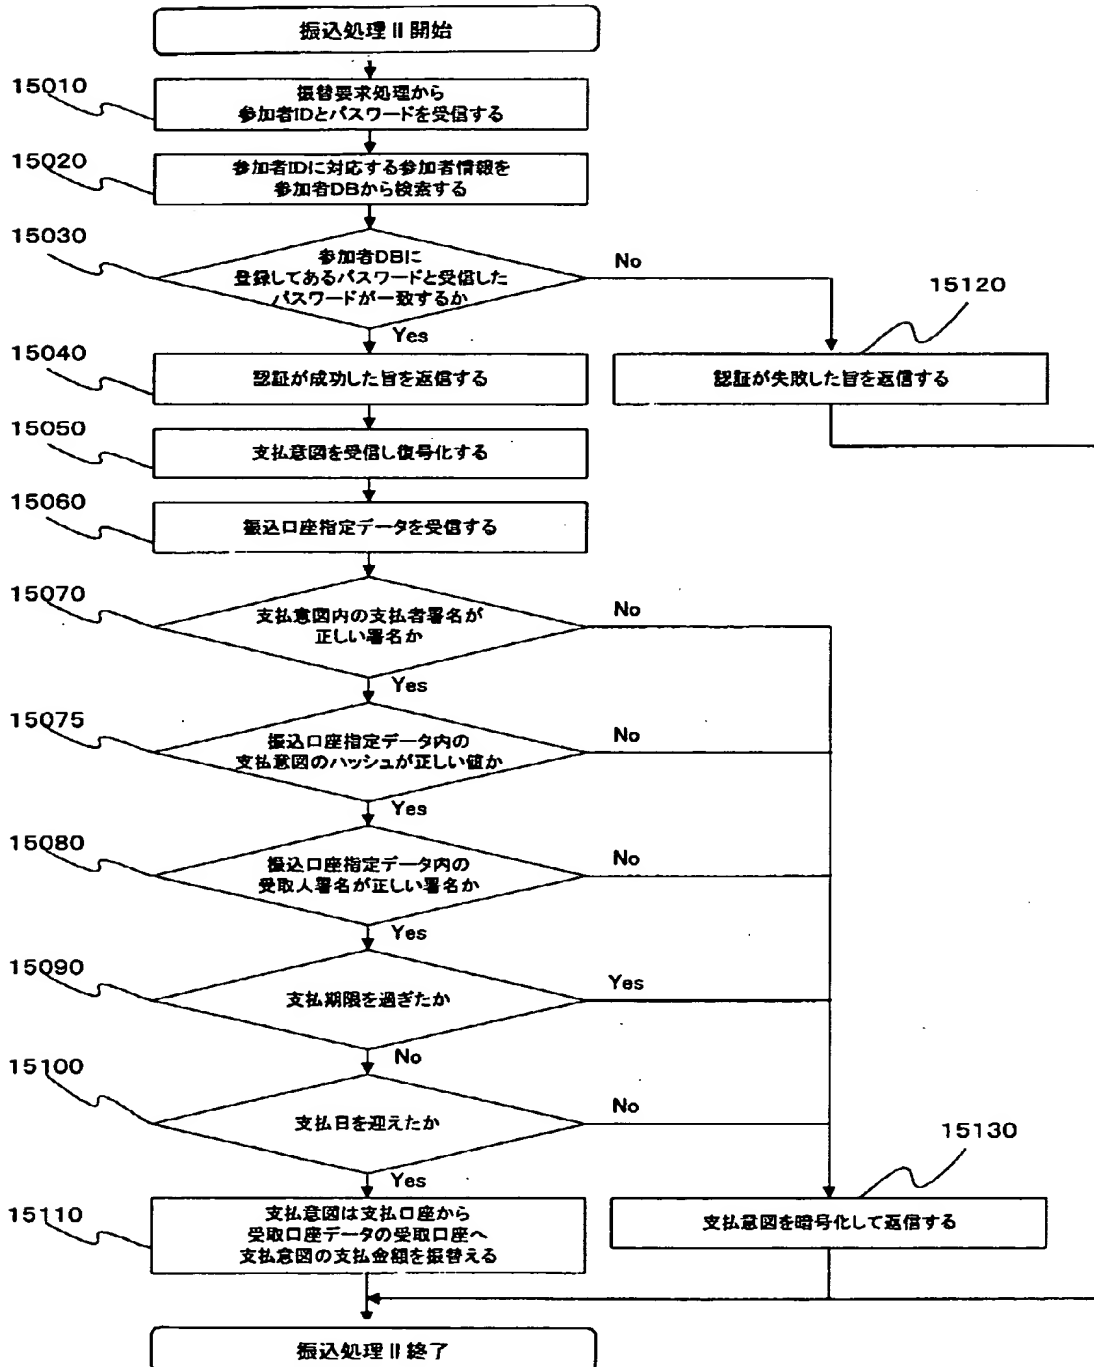 振込処理Ⅱ開始
15010
振替要求処理から
参加者IDとパスワードを受信する
15020
参加者IDに対応する参加者情報を
参加者DBから検索する
15030
参加者DBに
登録してあるパスワードと受信した
パスワードが一致するか
No
Yes
15120
認証が失敗した旨を返信する
15040
認証が成功した旨を返信する
15050
支払意図を受信し復号化する
15060
振込口座指定データを受信する
15070
支払意図内の支払者署名が
正しい署名か
No
Yes
15075
振込口座指定データ内の
支払意図のハッシュが正しい値か
No
Yes
15080
振込口座指定データ内の
受取人署名が正しい署名か
No
Yes
15090
支払期限を過ぎたか
Yes
No
15100
支払日を迎えたか
No
Yes
15130
支払意図を暗号化して返信する
15110
支払意図は支払口座から
受取口座データの受取口座へ
支払意図の支払金額を振替える
振込処理Ⅱ終了